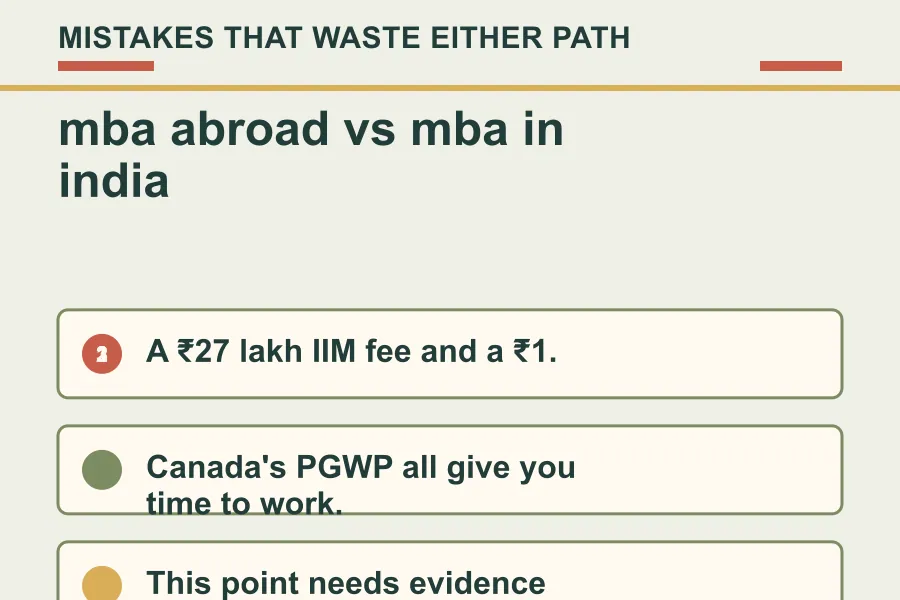 MISTAKES THAT WASTE EITHER PATH
mba abroad vs mba in
india
A ₹27 lakh IIM fee and a ₹1.
Canada's PGWP all give you
time to work.
This point needs evidence